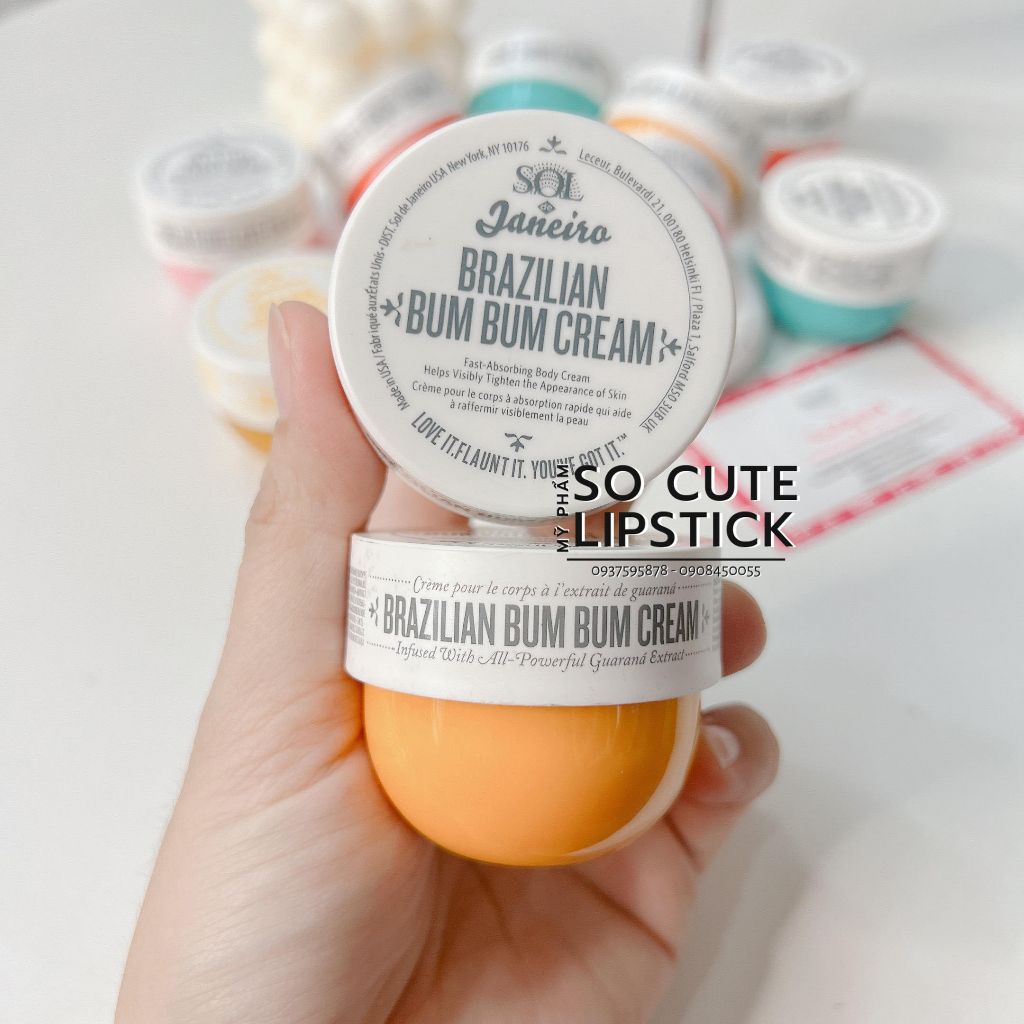 DIST. Sol de Janeiro USA New York, NY 10176
Leceur, Bulevardi 21, 00180 Helsinki FI / Plaza 1, Salford M50 3UB UK
Made in USA / Fabriqué aux États Unis
SOL
de
Janeiro
BRAZILIAN
BUM BUM CREAM
Fast-Absorbing Body Cream
Helps Visibly Tighten the Appearance of Skin
Crème pour le corps à absorption rapide qui aide
à raffermir visiblement la peau
LOVE IT. FLAUNT IT. YOU'VE GOT IT.™
MỸ PHẨM
SO CUTE
LIPSTICK
0937595878 - 0908450055
Crème pour le corps à l'extrait de guaraná
BRAZILIAN BUM BUM CREAM
Infused With All-Powerful Guaraná Extract